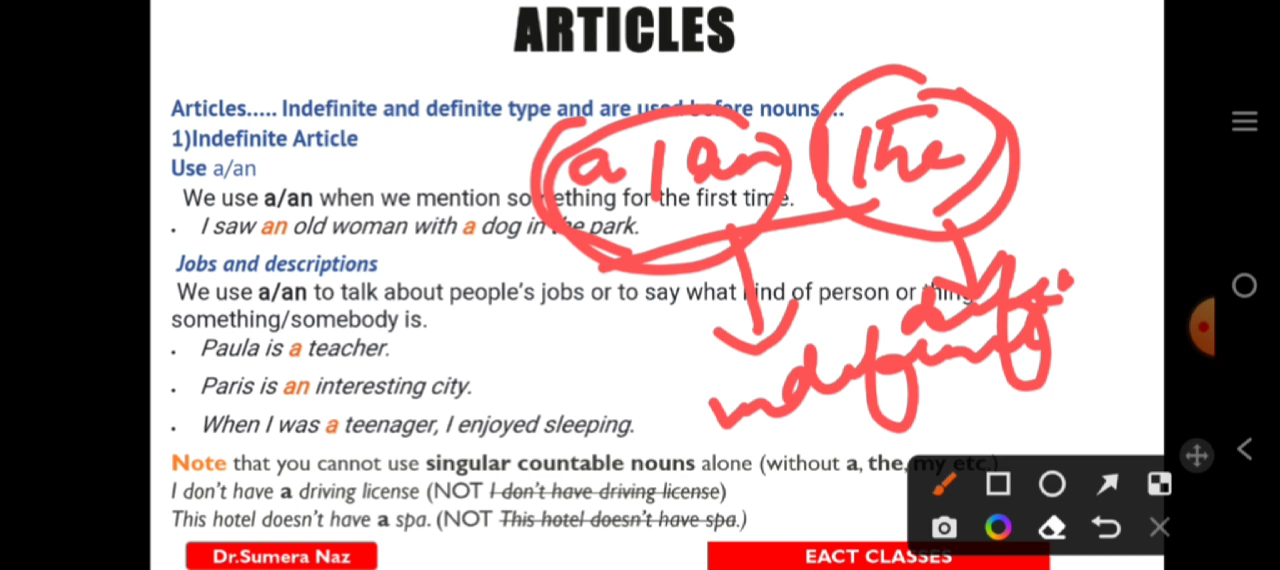 ARTICLES
Articles..... Indefinite and definite type and are used before nouns...
1)Indefinite Article
Use a/an
a/an
The
We use a/an when we mention something for the first time.
I saw an old woman with a dog in the park.
Jobs and descriptions
We use a/an to talk about people's jobs or to say what kind of person or thing
something/somebody is.
Paula is a teacher.
Paris is an interesting city.
When I was a teenager, I enjoyed sleeping.
Note that you cannot use singular countable nouns alone (without a, the, my etc.)
I don't have a driving license (NOT I don't have driving license)
This hotel doesn't have a spa. (NOT This hotel doesn't have spa.)
Dr.Sumera Naz
EACT CLASSES